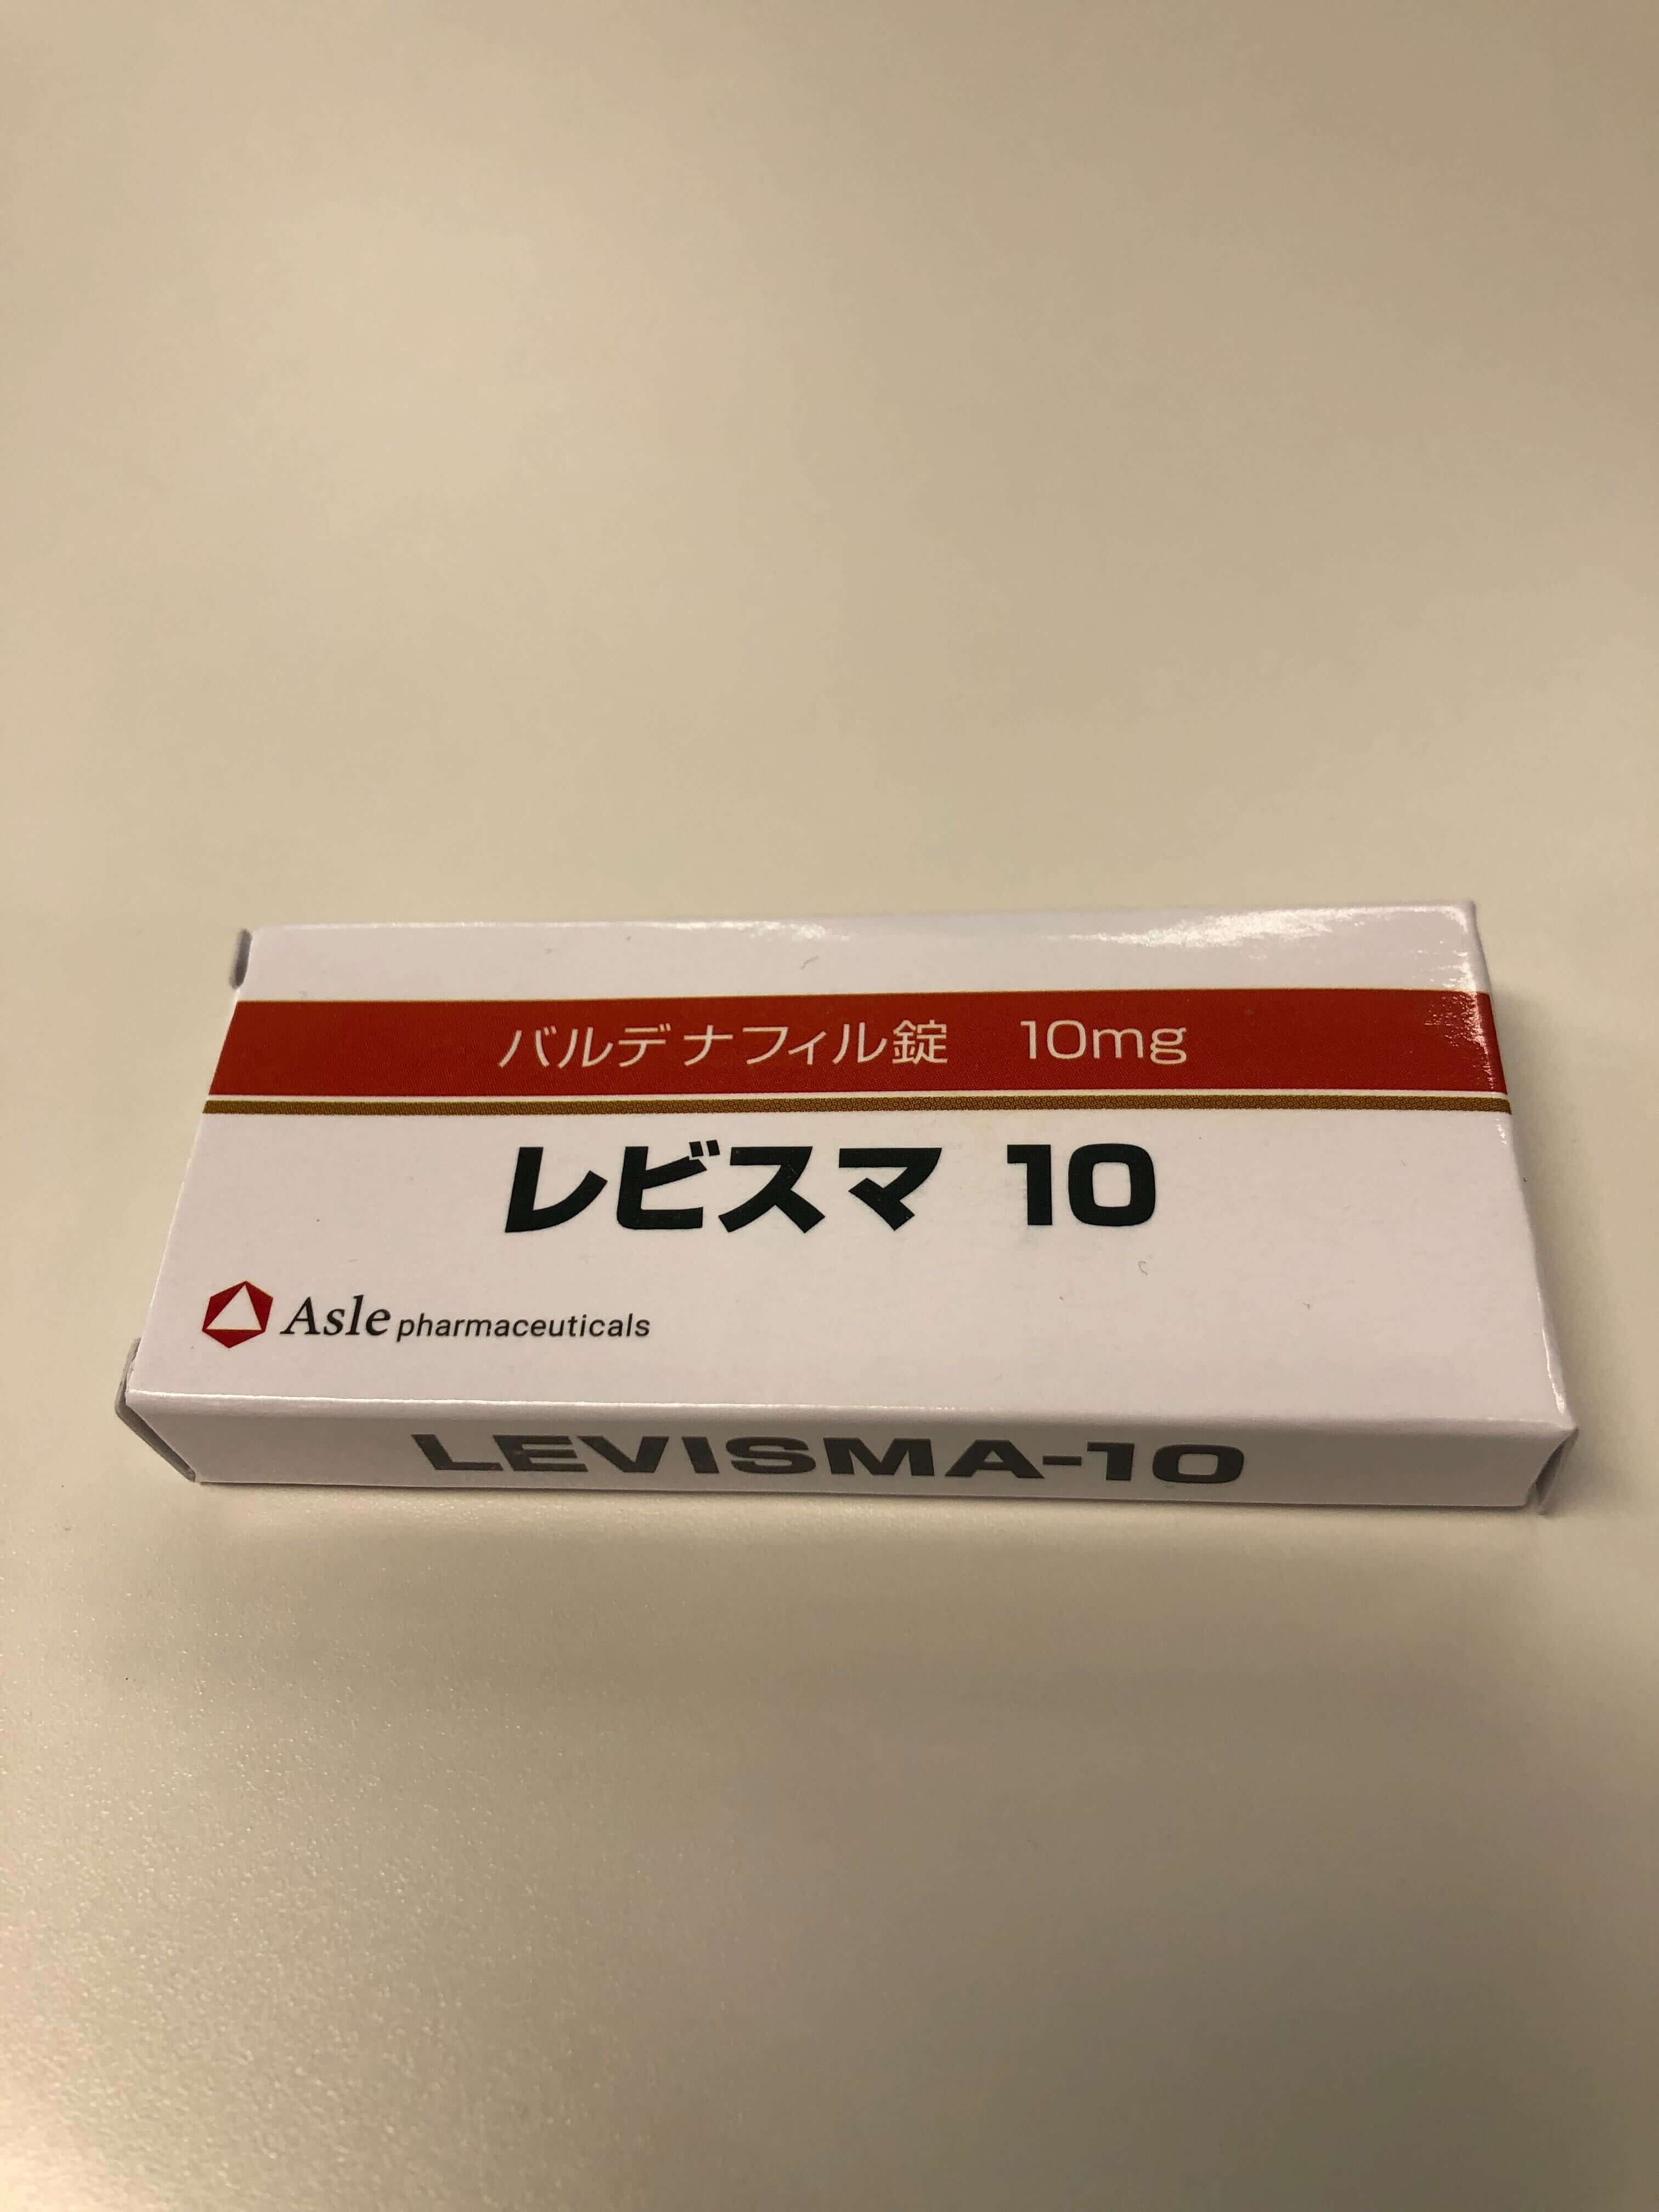 バルデナフィル錠 10mg
レビスマ 10
Asle pharmaceuticals
LEVISMA-10